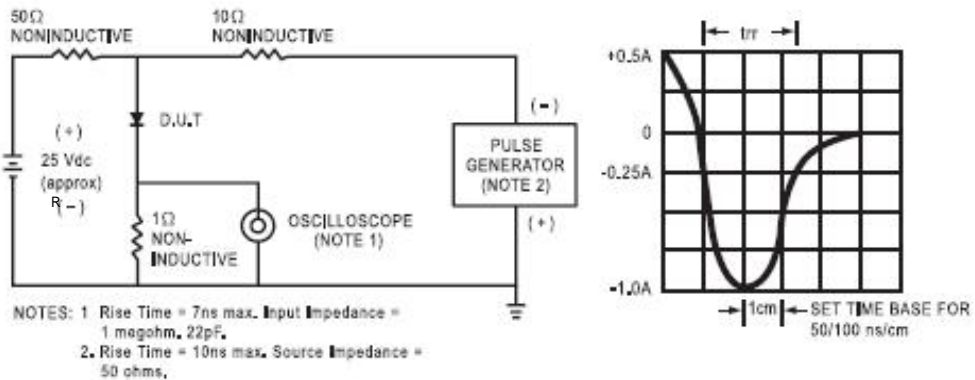 50Ω
NONINDUCTIVE
10Ω
NONINDUCTIVE
D.U.T
(+)
25 Vdc
(approx)
R
(-)
1Ω
NON-
INDUCTIVE
OSCILLOSCOPE
(NOTE 1)
(-)
PULSE
GENERATOR
(NOTE 2)
(+)
trr
+0.5A
0
-0.25A
-1.0A
1cm
SET TIME BASE FOR
50/100 ns/cm
NOTES: 1 Rise Time = 7ns max. Input Impedance =
1 megohm. 22pF.
2. Rise Time = 10ns max. Source Impedance =
50 ohms.